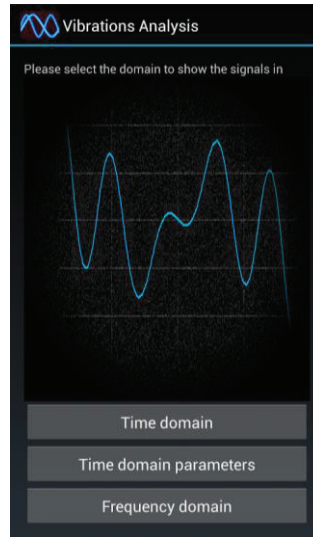 Vibrations Analysis
Please select the domain to show the signals in
Time domain
Time domain parameters
Frequency domain